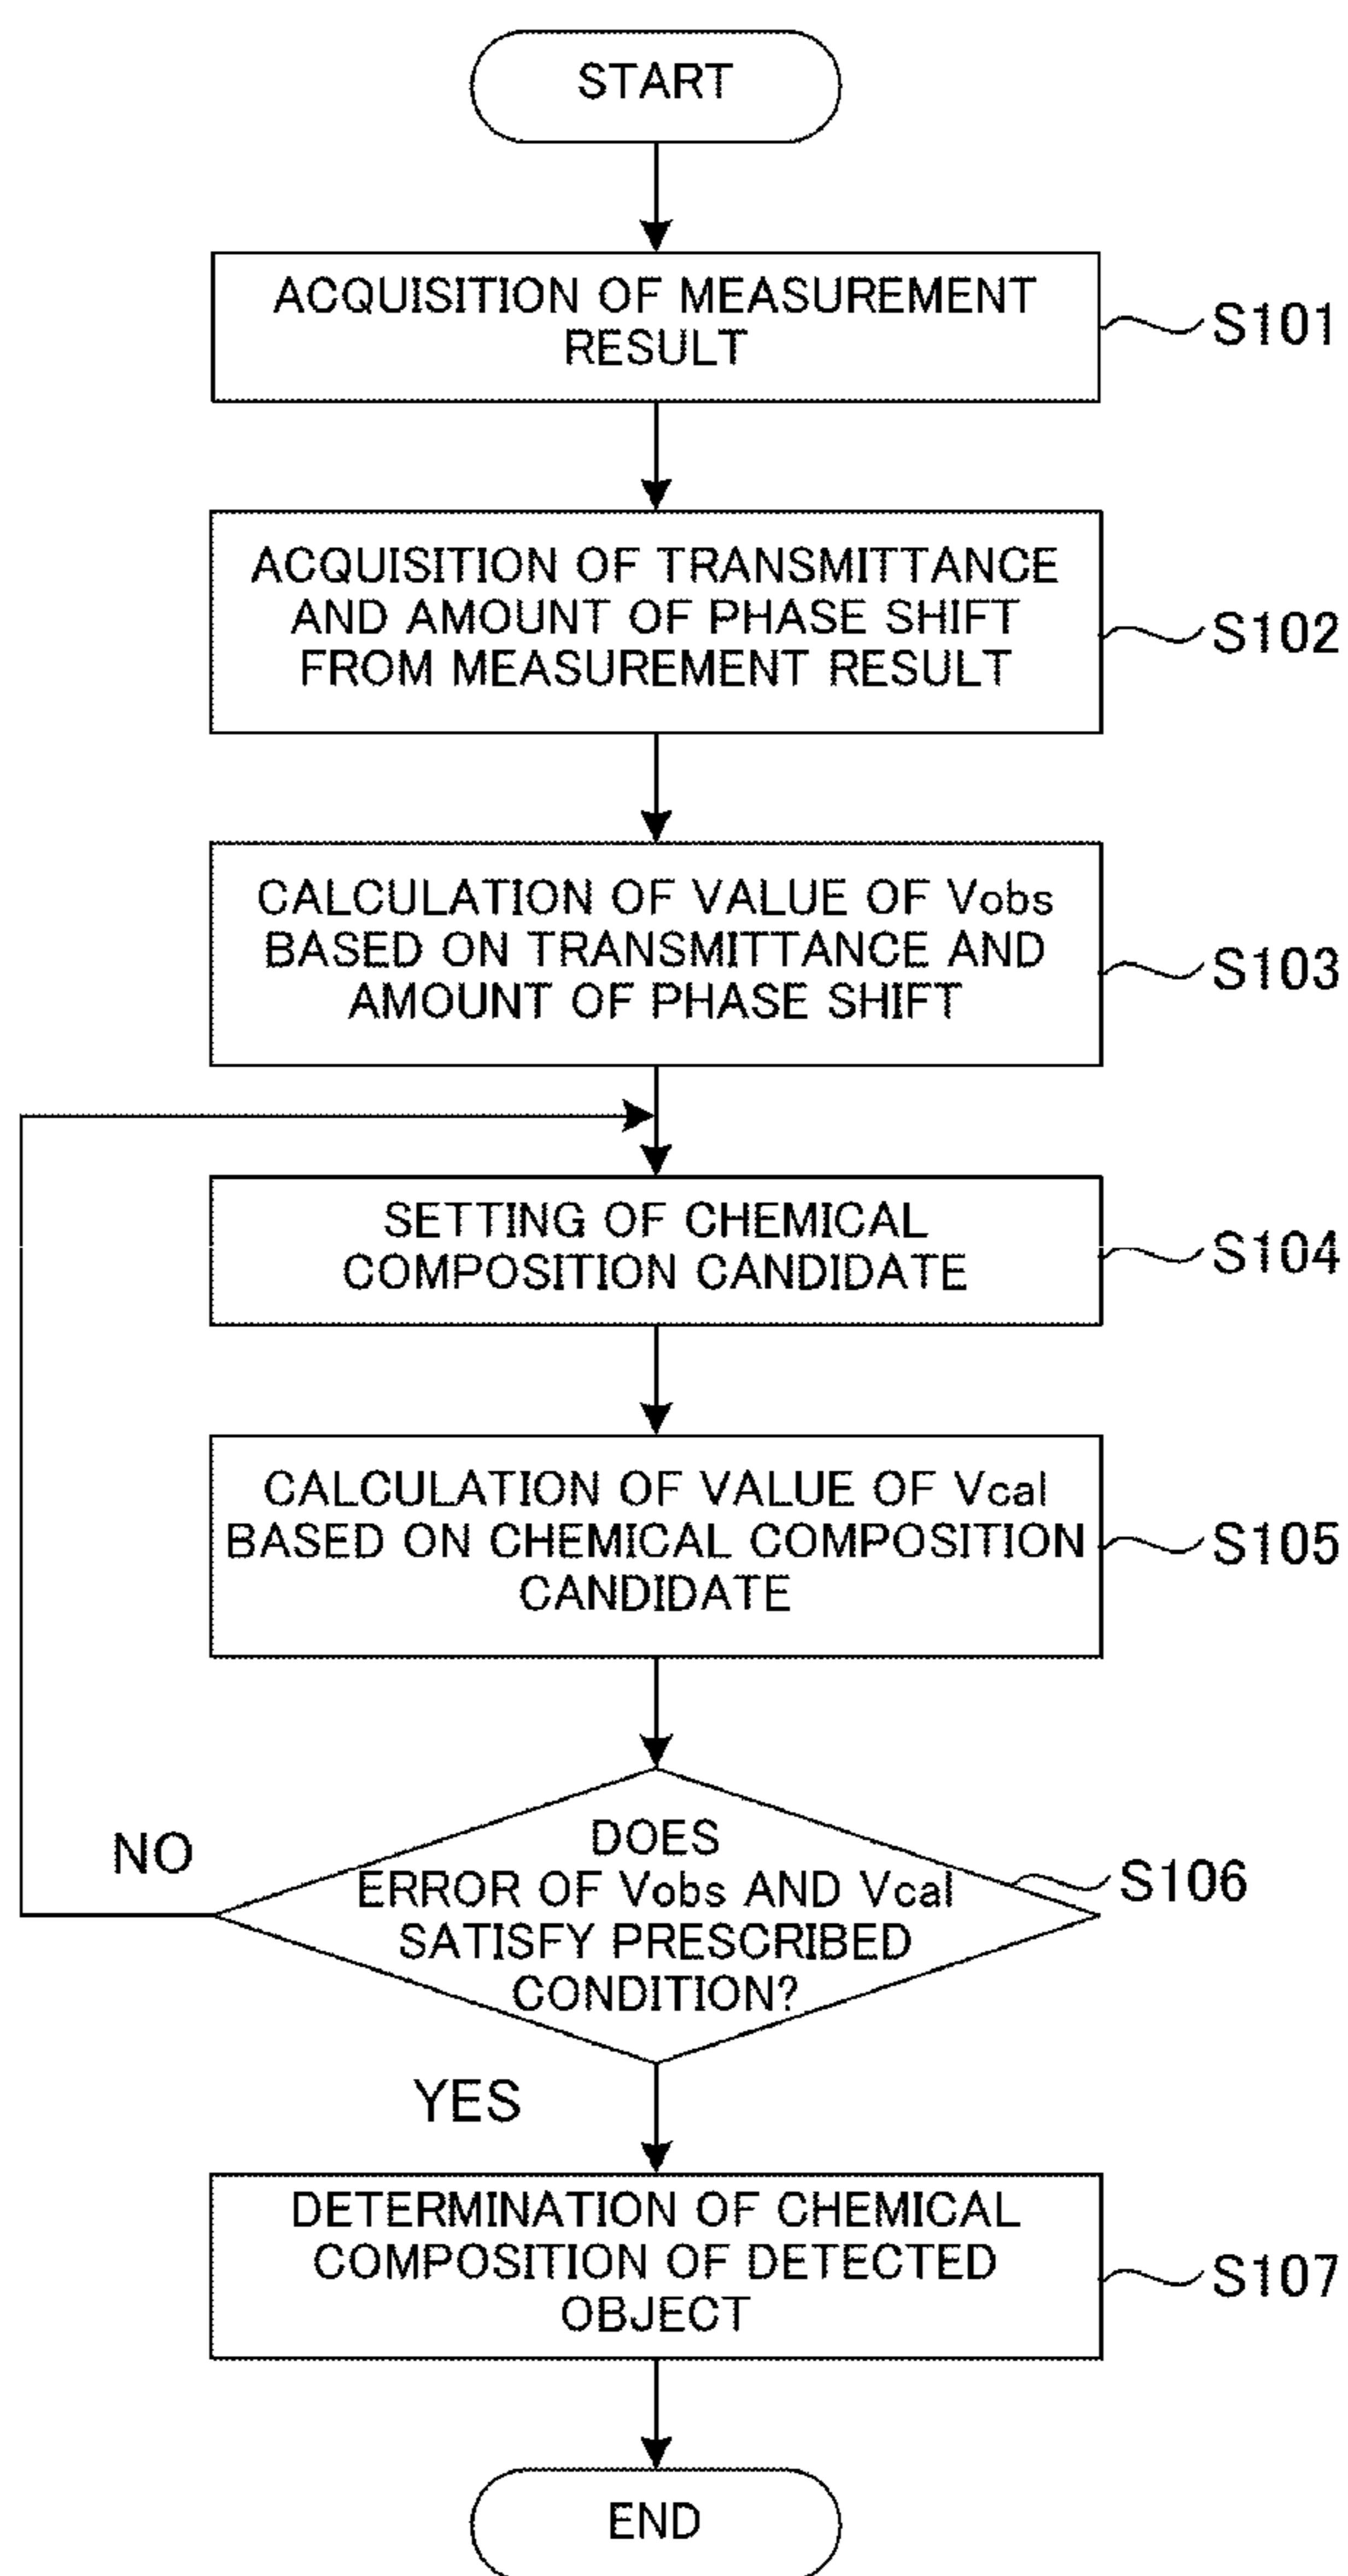 START
ACQUISITION OF MEASUREMENT
RESULT
S101
ACQUISITION OF TRANSMITTANCE
AND AMOUNT OF PHASE SHIFT
FROM MEASUREMENT RESULT
S102
CALCULATION OF VALUE OF Vobs
BASED ON TRANSMITTANCE AND
AMOUNT OF PHASE SHIFT
S103
SETTING OF CHEMICAL
COMPOSITION CANDIDATE
S104
CALCULATION OF VALUE OF Vcal
BASED ON CHEMICAL COMPOSITION
CANDIDATE
S105
DOES
ERROR OF Vobs AND Vcal
SATISFY PRESCRIBED
CONDITION?
S106
NO
YES
DETERMINATION OF CHEMICAL
COMPOSITION OF DETECTED
OBJECT
S107
END